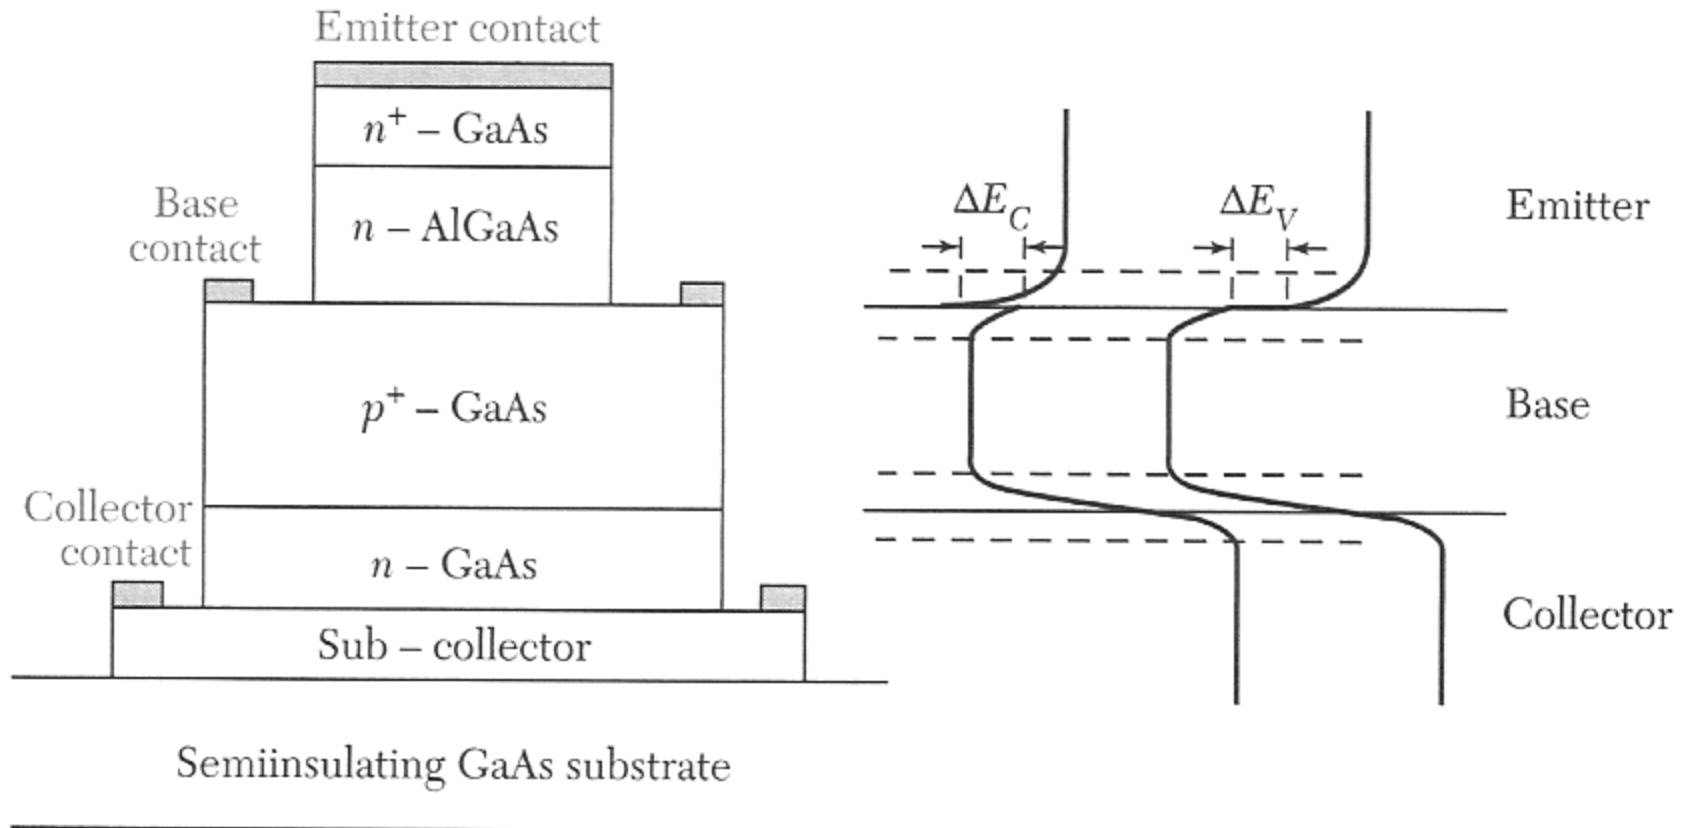 Emitter contact
n⁺ – GaAs
Base
contact
n – AlGaAs
p⁺ – GaAs
Collector
contact
n – GaAs
Sub – collector
Semiinsulating GaAs substrate
ΔE_C
ΔE_V
Emitter
Base
Collector